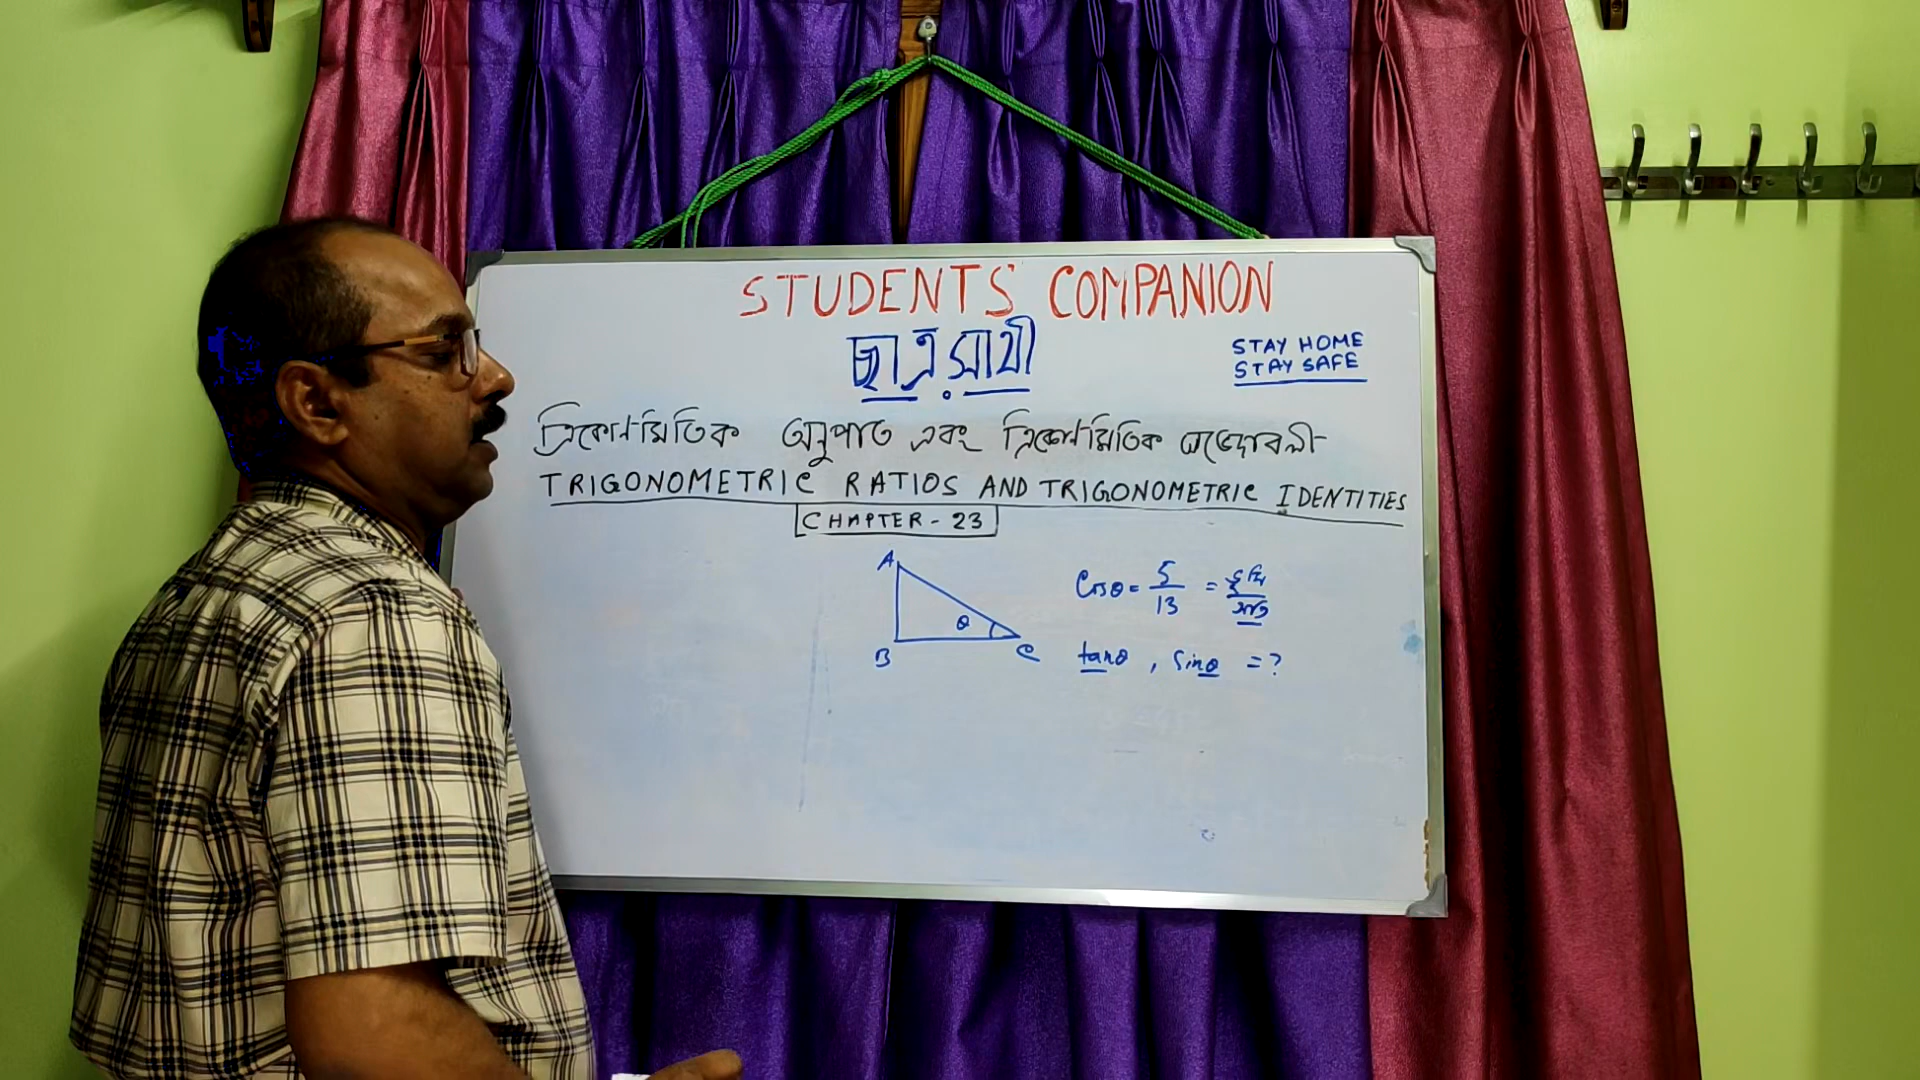 STUDENTS' COMPANION
ছাত্র সাথী
STAY HOME
STAY SAFE
ত্রিকোণমিতিক অনুপাত এবং ত্রিকোণমিতিক অভেদাবলী
TRIGONOMETRIC RATIOS AND TRIGONOMETRIC IDENTITIES
CHAPTER - 23
A
B
C
θ
Cosθ = 5/13 = ভূমি/অতি
tanθ , Sinθ = ?